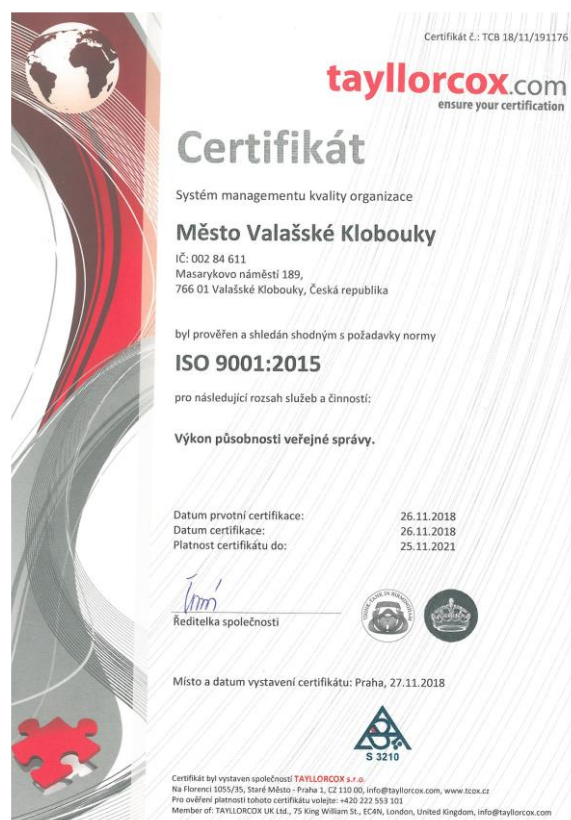 Certifikát č.: TCB 18/11/191176
tayllorcox.com
ensure your certification
Certifikát
Systém managementu kvality organizace
Město Valašské Klobouky
IČ: 002 84 611
Masarykovo náměstí 189,
766 01 Valašské Klobouky, Česká republika
byl prověřen a shledán shodným s požadavky normy
ISO 9001:2015
pro následující rozsah služeb a činností:
Výkon působnosti veřejné správy.
Datum prvotní certifikace: 26.11.2018
Datum certifikace: 26.11.2018
Platnost certifikátu do: 25.11.2021
Ředitelka společnosti
Místo a datum vystavení certifikátu: Praha, 27.11.2018
S 3210
Certifikát byl vystaven společností TAYLLORCOX s.r.o.
Na Florenci 1055/35, Staré Město - Praha 1, CZ 110 00, info@tayllorcox.com, www.tcox.cz
Pro ověření platnosti tohoto certifikátu volejte: +420 222 553 101
Member of: TAYLLORCOX UK Ltd., 75 King William St., EC4N, London, United Kingdom, info@tayllorcox.com